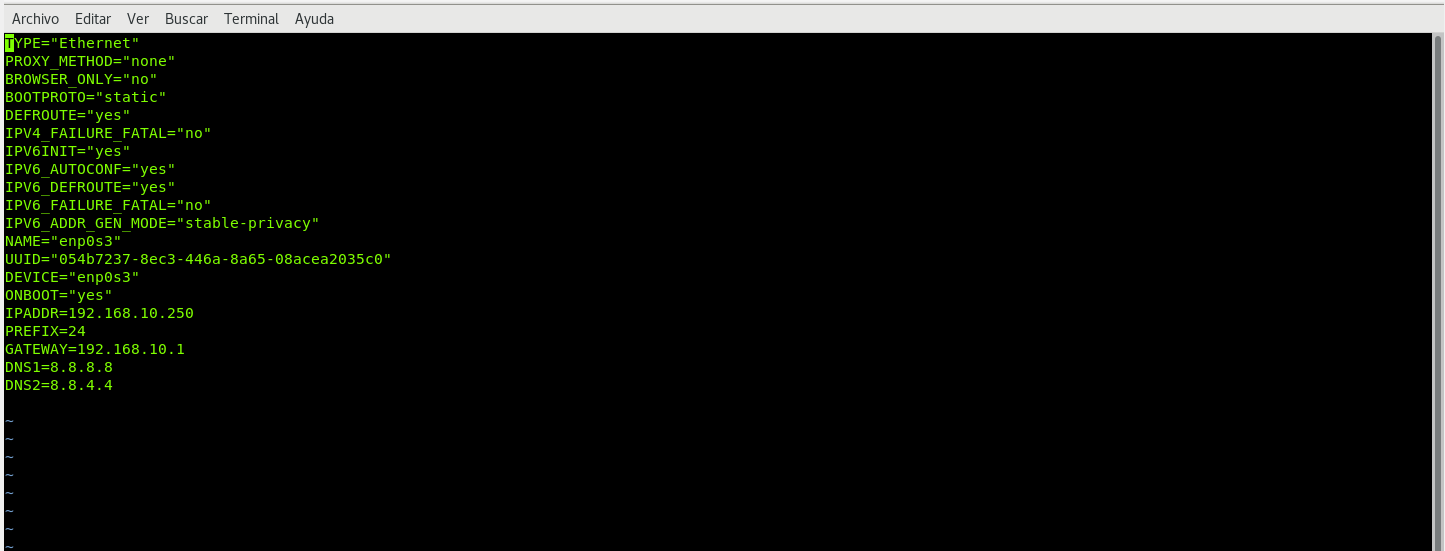 Archivo Editar Ver Buscar Terminal Ayuda
TYPE="Ethernet"
PROXY_METHOD="none"
BROWSER_ONLY="no"
BOOTPROTO="static"
DEFROUTE="yes"
IPV4_FAILURE_FATAL="no"
IPV6INIT="yes"
IPV6_AUTOCONF="yes"
IPV6_DEFROUTE="yes"
IPV6_FAILURE_FATAL="no"
IPV6_ADDR_GEN_MODE="stable-privacy"
NAME="enp0s3"
UUID="054b7237-8ec3-446a-8a65-08acea2035c0"
DEVICE="enp0s3"
ONBOOT="yes"
IPADDR=192.168.10.250
PREFIX=24
GATEWAY=192.168.10.1
DNS1=8.8.8.8
DNS2=8.8.4.4
~
~
~
~
~
~
~
~